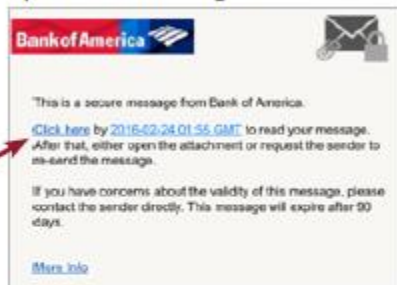 Bank of America
This is a secure message from Bank of America.
Click here by 2016-02-24 01:55 GMT to read your message.
After that, either open the attachment or request the sender to
re-send the message.
If you have concerns about the validity of this message, please
contact the sender directly. This message will expire after 90
days.
More Info